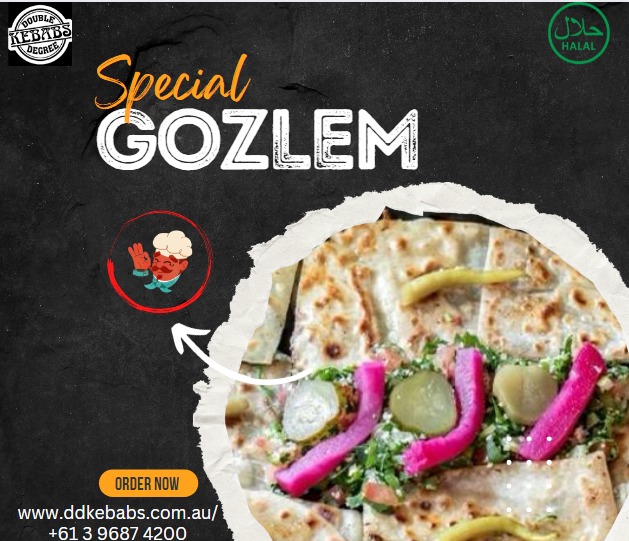 DOUBLE
KEBABS
DEGREE
حلال
HALAL
Special
GOZLEM
ORDER NOW
www.ddkebabs.com.au/
+61 3 9687 4200